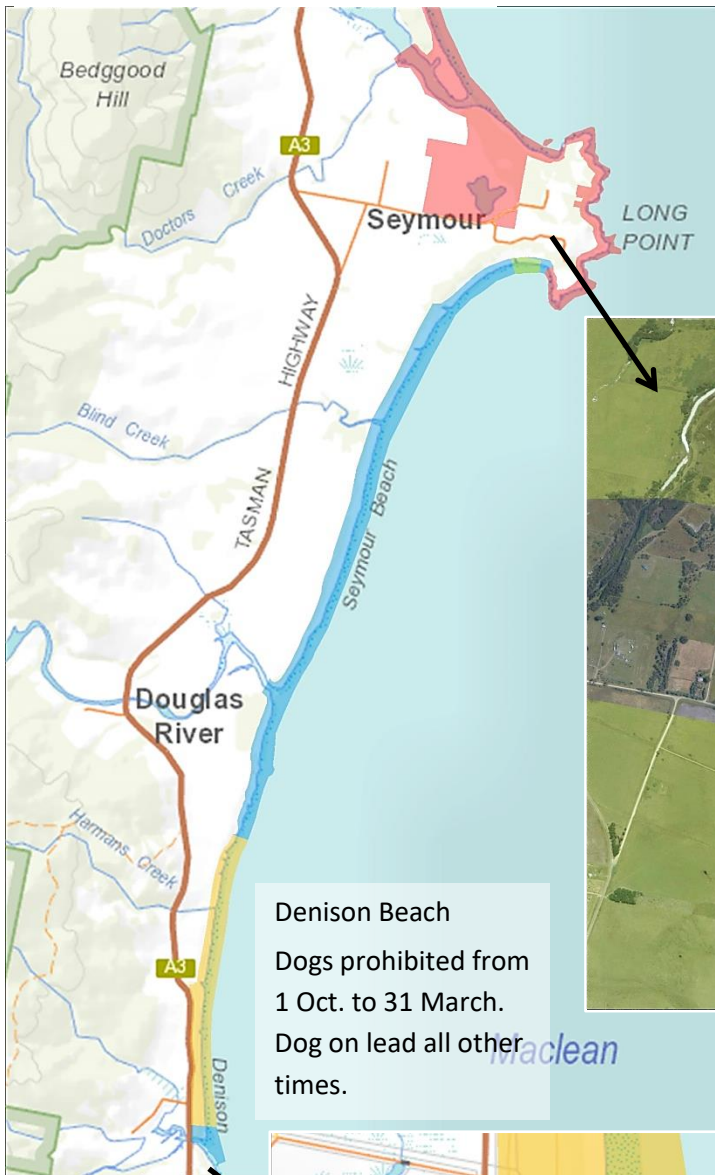 Bedggood
Hill
A3
Doctors Creek
Seymour
LONG
POINT
TASMAN HIGHWAY
Blind Creek
Seymour Beach
Douglas
River
Harmans Creek
A3
Denison Beach
Dogs prohibited from
1 Oct. to 31 March.
Dog on lead all other
times.
Maclean
Denison